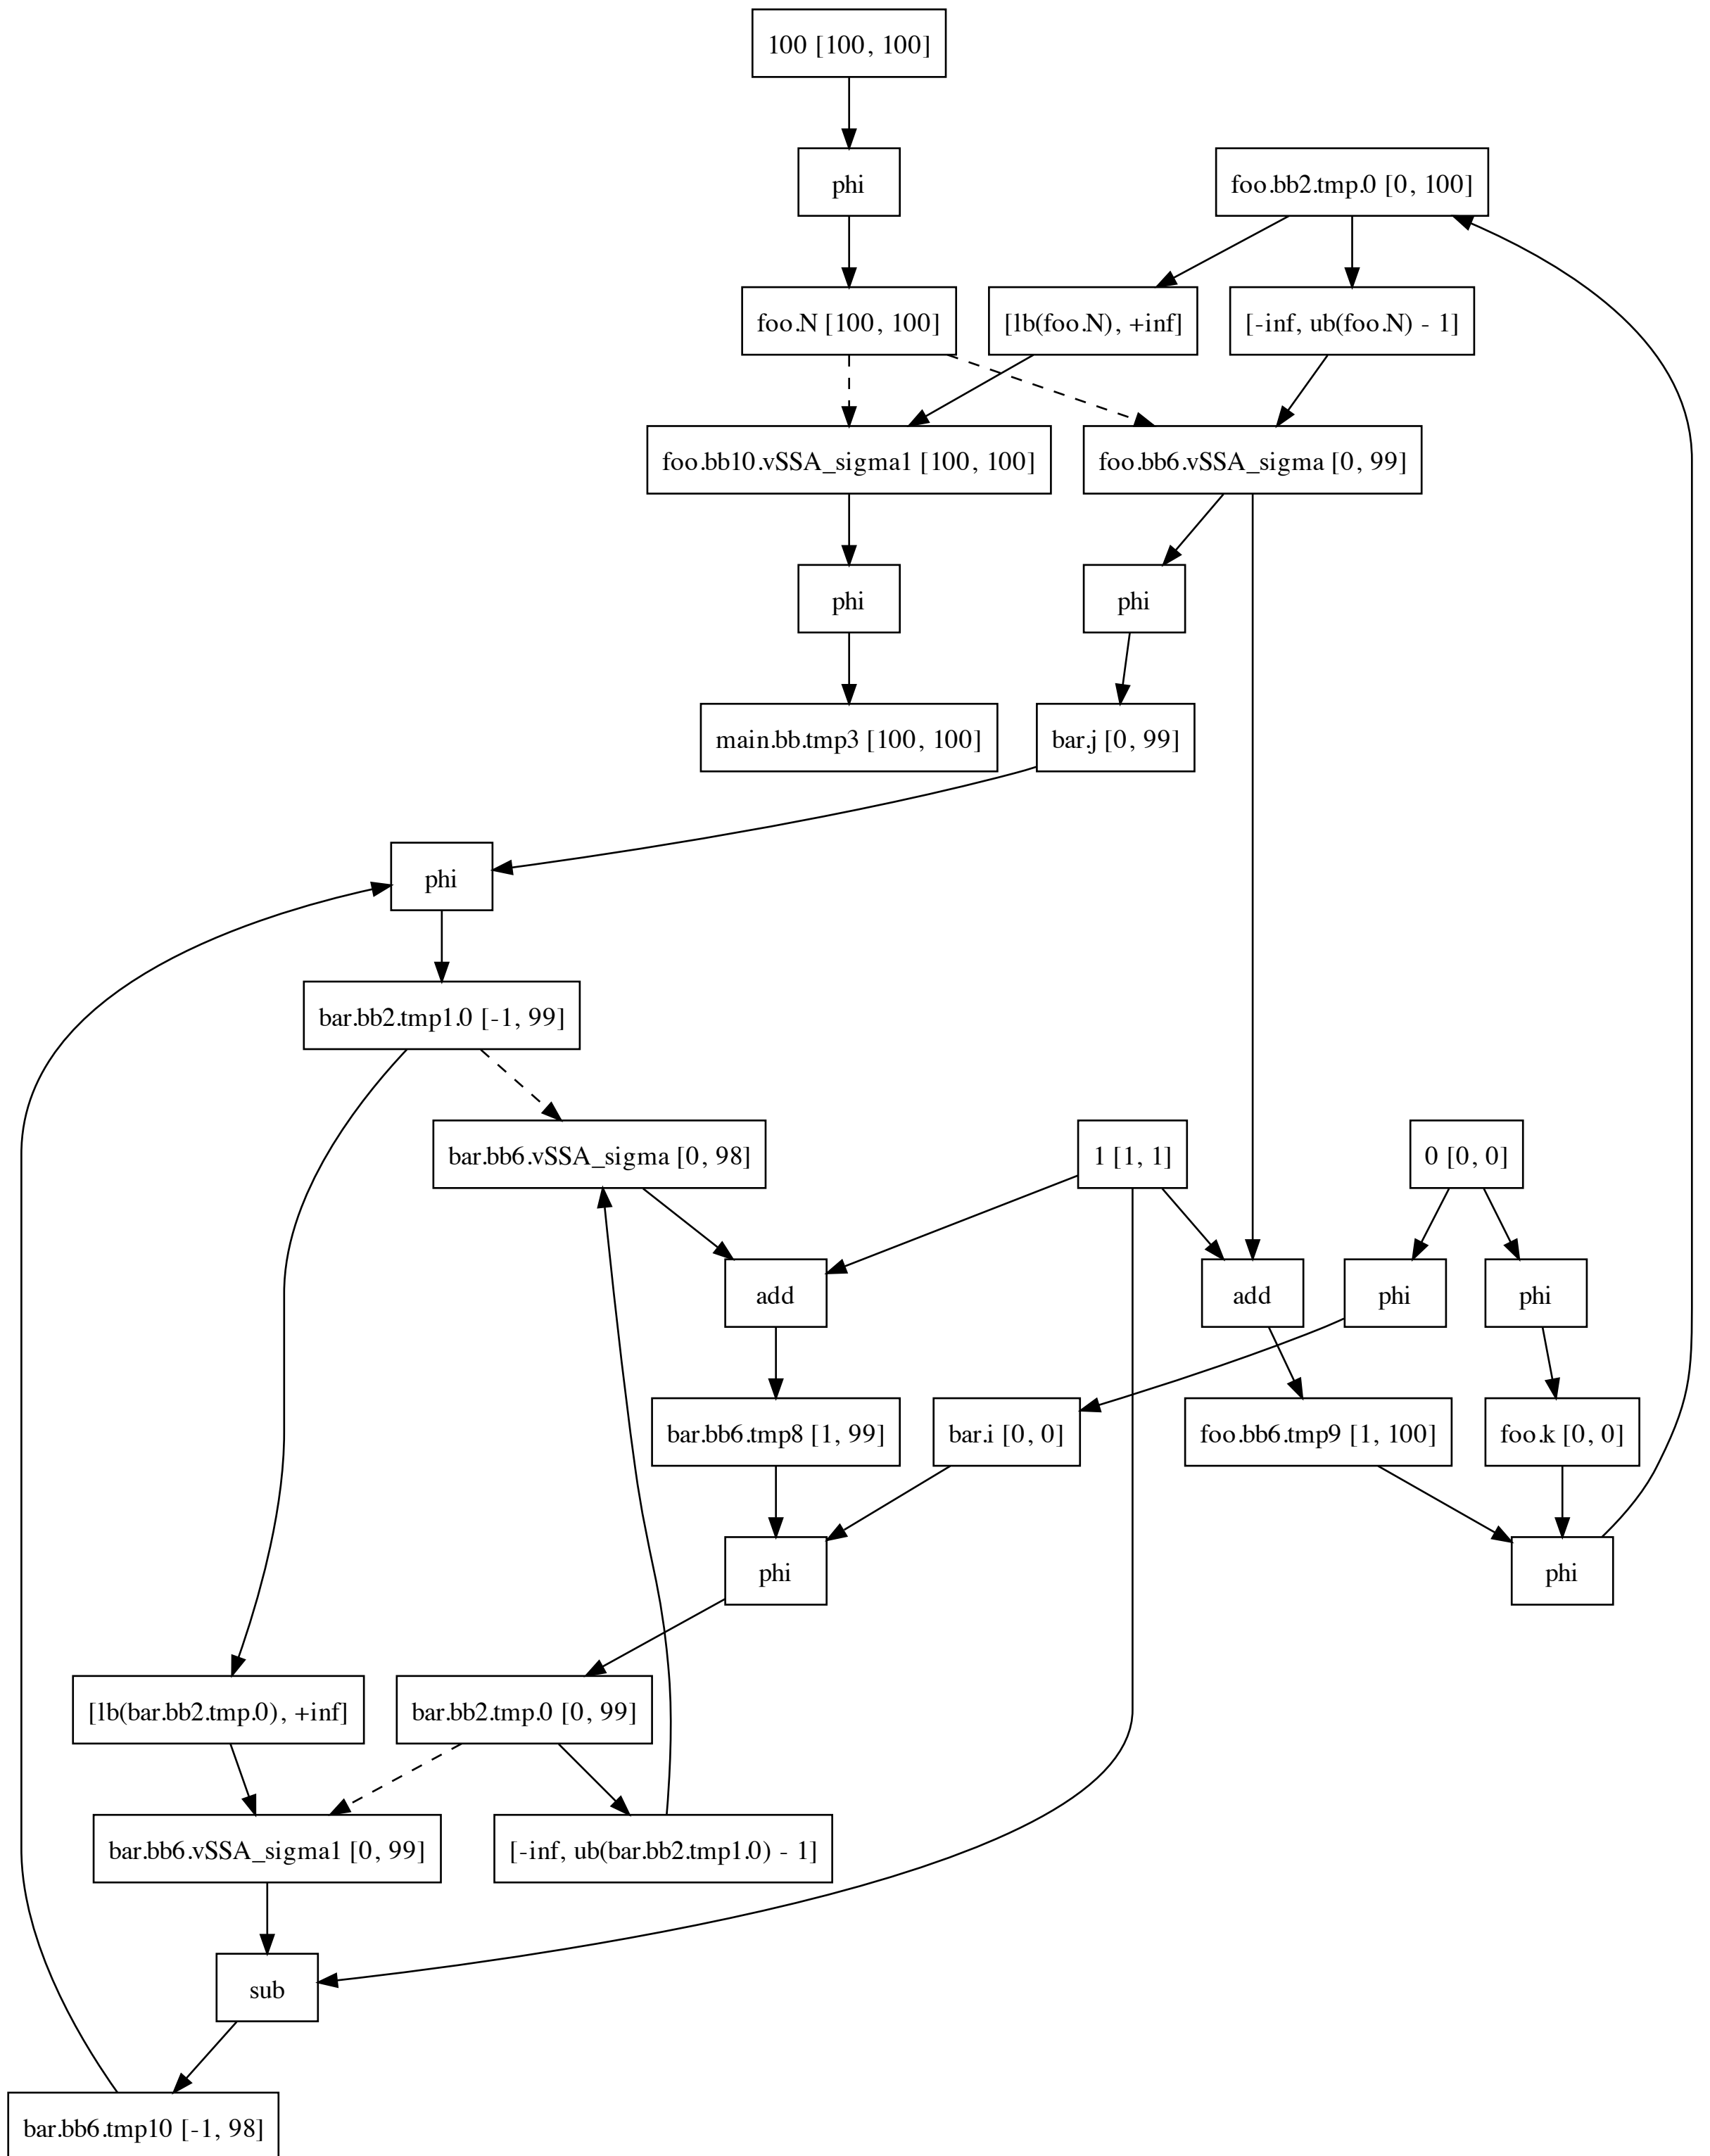 100 [100, 100]
phi
foo.bb2.tmp.0 [0, 100]
foo.N [100, 100]
[lb(foo.N), +inf]
[-inf, ub(foo.N) - 1]
foo.bb10.vSSA_sigma1 [100, 100]
foo.bb6.vSSA_sigma [0, 99]
phi
phi
main.bb.tmp3 [100, 100]
bar.j [0, 99]
phi
bar.bb2.tmp1.0 [-1, 99]
bar.bb6.vSSA_sigma [0, 98]
1 [1, 1]
0 [0, 0]
add
add
phi
phi
bar.bb6.tmp8 [1, 99]
bar.i [0, 0]
foo.bb6.tmp9 [1, 100]
foo.k [0, 0]
phi
phi
[lb(bar.bb2.tmp.0), +inf]
bar.bb2.tmp.0 [0, 99]
bar.bb6.vSSA_sigma1 [0, 99]
[-inf, ub(bar.bb2.tmp1.0) - 1]
sub
bar.bb6.tmp10 [-1, 98]